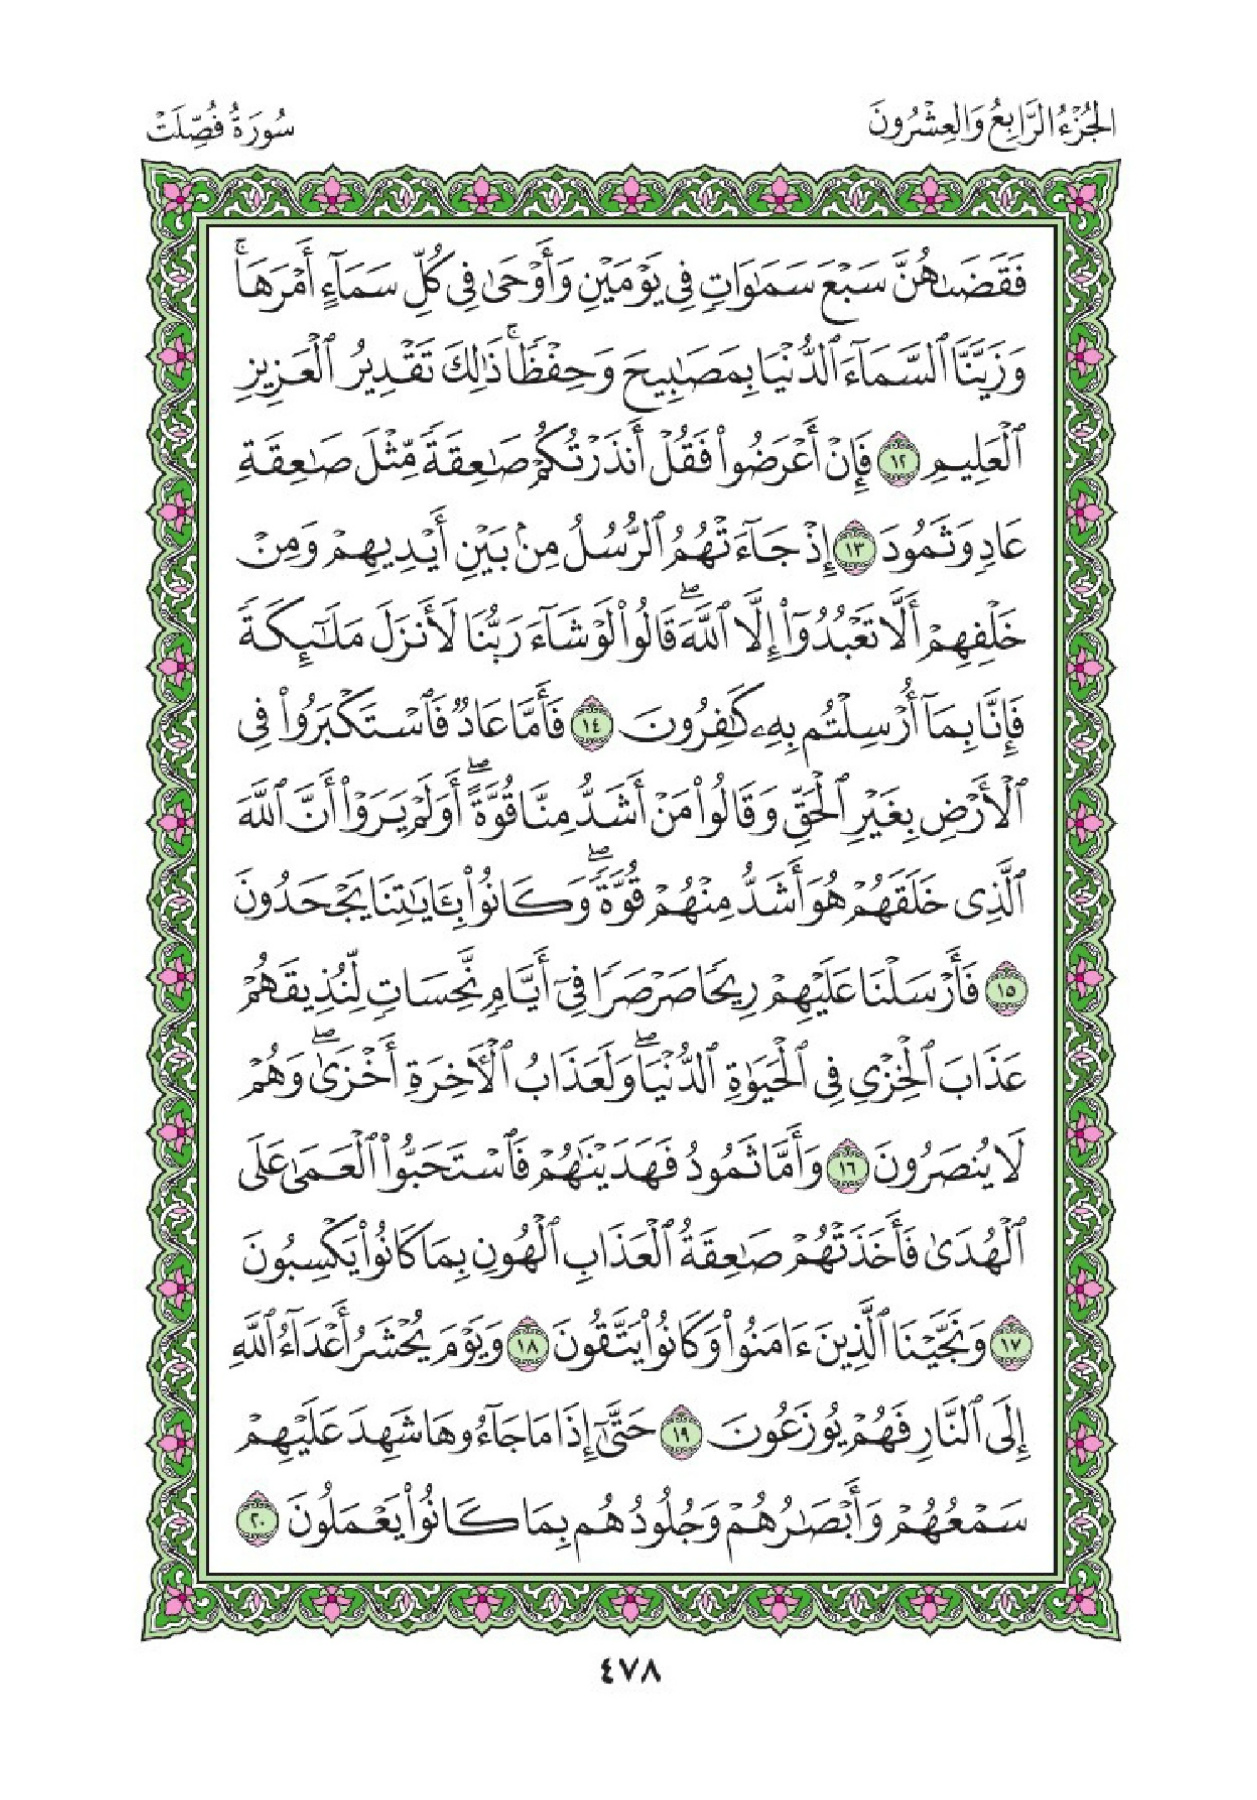 الجُزْءُ الرَّابِعُ وَالعِشْرُونَ
سُورَةُ فُصِّلَتْ
فَقَضَىٰهُنَّ سَبْعَ سَمَٰوَاتٍ فِى يَوْمَيْنِ وَأَوْحَىٰ فِى كُلِّ سَمَآءٍ أَمْرَهَا ۚ
وَزَيَّنَّا ٱلسَّمَآءَ ٱلدُّنْيَا بِمَصَٰبِيحَ وَحِفْظًا ۚ ذَٰلِكَ تَقْدِيرُ ٱلْعَزِيزِ
ٱلْعَلِيمِ ١٢ فَإِنْ أَعْرَضُوا۟ فَقُلْ أَنذَرْتُكُمْ صَٰعِقَةً مِّثْلَ صَٰعِقَةِ
عَادٍ وَثَمُودَ ١٣ إِذْ جَآءَتْهُمُ ٱلرُّسُلُ مِنۢ بَيْنِ أَيْدِيهِمْ وَمِنْ
خَلْفِهِمْ أَلَّا تَعْبُدُوٓا۟ إِلَّا ٱللَّهَ ۖ قَالُوا۟ لَوْ شَآءَ رَبُّنَا لَأَنزَلَ مَلَٰٓئِكَةً
فَإِنَّا بِمَآ أُرْسِلْتُم بِهِۦ كَٰفِرُونَ ١٤ فَأَمَّا عَادٌ فَٱسْتَكْبَرُوا۟ فِى
ٱلْأَرْضِ بِغَيْرِ ٱلْحَقِّ وَقَالُوا۟ مَنْ أَشَدُّ مِنَّا قُوَّةً ۖ أَوَلَمْ يَرَوْا۟ أَنَّ ٱللَّهَ
ٱلَّذِى خَلَقَهُمْ هُوَ أَشَدُّ مِنْهُمْ قُوَّةً ۖ وَكَانُوا۟ بِـَٔايَٰتِنَا يَجْحَدُونَ
١٥ فَأَرْسَلْنَا عَلَيْهِمْ رِيحًا صَرْصَرًا فِىٓ أَيَّامٍ نَّحِسَاتٍ لِّنُذِيقَهُمْ
عَذَابَ ٱلْخِزْىِ فِى ٱلْحَيَوٰةِ ٱلدُّنْيَا ۖ وَلَعَذَابُ ٱلْـَٔاخِرَةِ أَخْزَىٰ ۖ وَهُمْ
لَا يُنصَرُونَ ١٦ وَأَمَّا ثَمُودُ فَهَدَيْنَٰهُمْ فَٱسْتَحَبُّوا۟ ٱلْعَمَىٰ عَلَى
ٱلْهُدَىٰ فَأَخَذَتْهُمْ صَٰعِقَةُ ٱلْعَذَابِ ٱلْهُونِ بِمَا كَانُوا۟ يَكْسِبُونَ
١٧ وَنَجَّيْنَا ٱلَّذِينَ ءَامَنُوا۟ وَكَانُوا۟ يَتَّقُونَ ١٨ وَيَوْمَ يُحْشَرُ أَعْدَآءُ ٱللَّهِ
إِلَى ٱلنَّارِ فَهُمْ يُوزَعُونَ ١٩ حَتَّىٰٓ إِذَا مَا جَآءُوهَا شَهِدَ عَلَيْهِمْ
سَمْعُهُمْ وَأَبْصَٰرُهُمْ وَجُلُودُهُم بِمَا كَانُوا۟ يَعْمَلُونَ ٢٠
٤٧٨